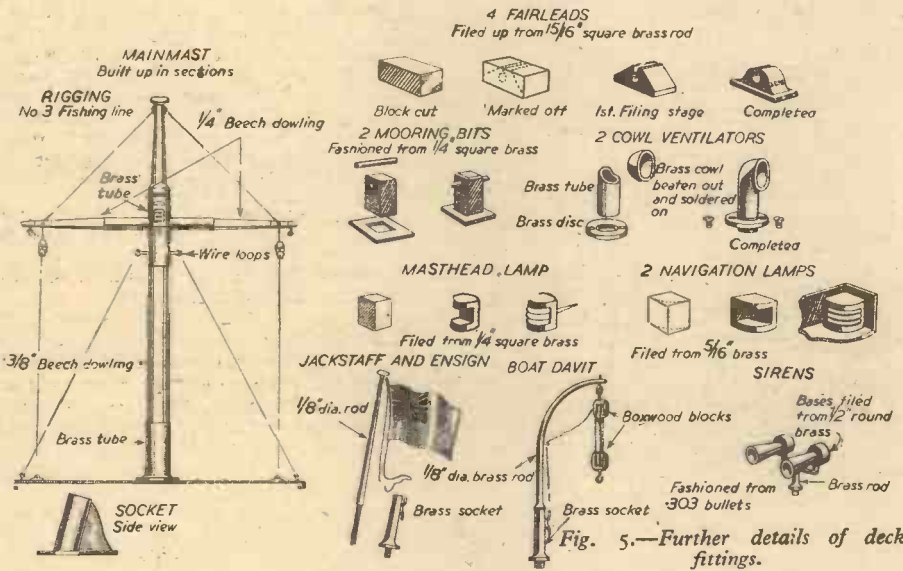 4 FAIRLEADS
Filed up from 15/16" square brass rod
MAINMAST
Built up in sections
RIGGING
No 3 Fishing line
1/4" Beech dowling
Brass
tube
Wire loops
3/8" Beech dowling
Brass tube
SOCKET
Side view
Block cut
Marked off
1st. Filing stage
Completed
2 MOORING BITS
Fashioned from 1/4" square brass
2 COWL VENTILATORS
Brass tube
Brass disc
Brass cowl
beaten out
and soldered
on
Completed
MASTHEAD LAMP
Filed from 1/4" square brass
2 NAVIGATION LAMPS
Filed from 5/16" brass
JACKSTAFF AND ENSIGN
1/8" dia. rod
Brass socket
BOAT DAVIT
Boxwood blocks
1/8" dia. brass rod
Brass socket
SIRENS
Bases filed
from 1/2" round
brass
Fashioned from
.303 bullets
Brass rod
Fig. 5.—Further details of deck
fittings.